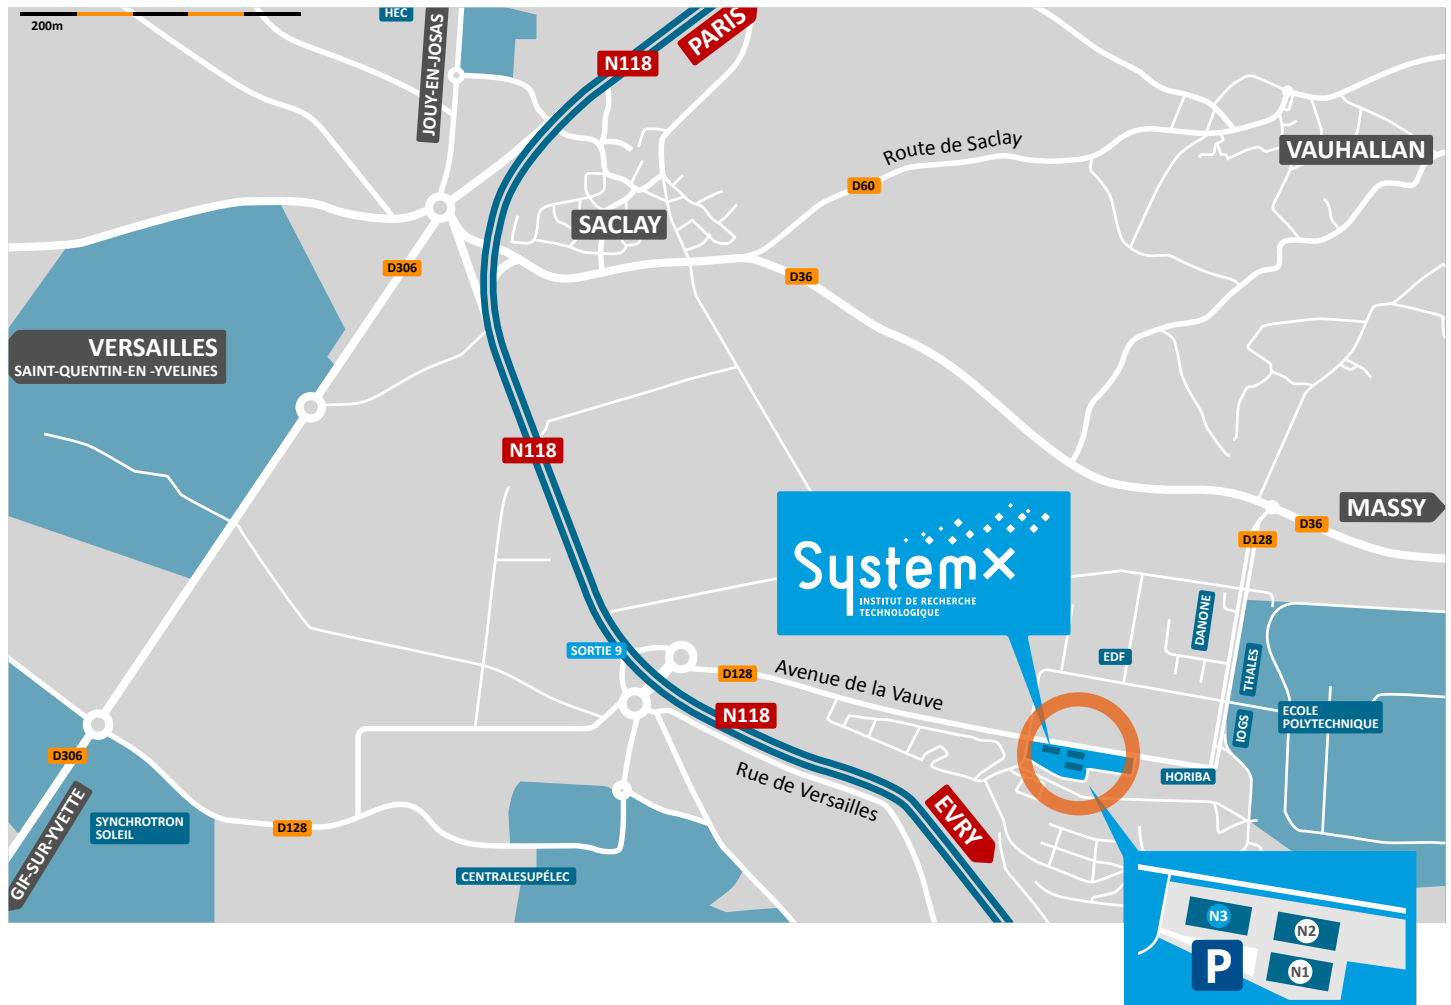 200m
HEC
JOUY-EN-JOSAS
PARIS
N118
Route de Saclay
VAUHALLAN
D60
SACLAY
D306
D36
VERSAILLES
SAINT-QUENTIN-EN -YVELINES
N118
MASSY
D36
D128
Systemx
INSTITUT DE RECHERCHE
TECHNOLOGIQUE
DANONE
SORTIE 9
EDF
THALES
D128
Avenue de la Vauve
N118
IOGS
ECOLE
POLYTECHNIQUE
D306
Rue de Versailles
HORIBA
GIF-SUR-YVETTE
SYNCHROTRON
SOLEIL
D128
EVRY
CENTRALESUPÉLEC
N3
N2
P
N1